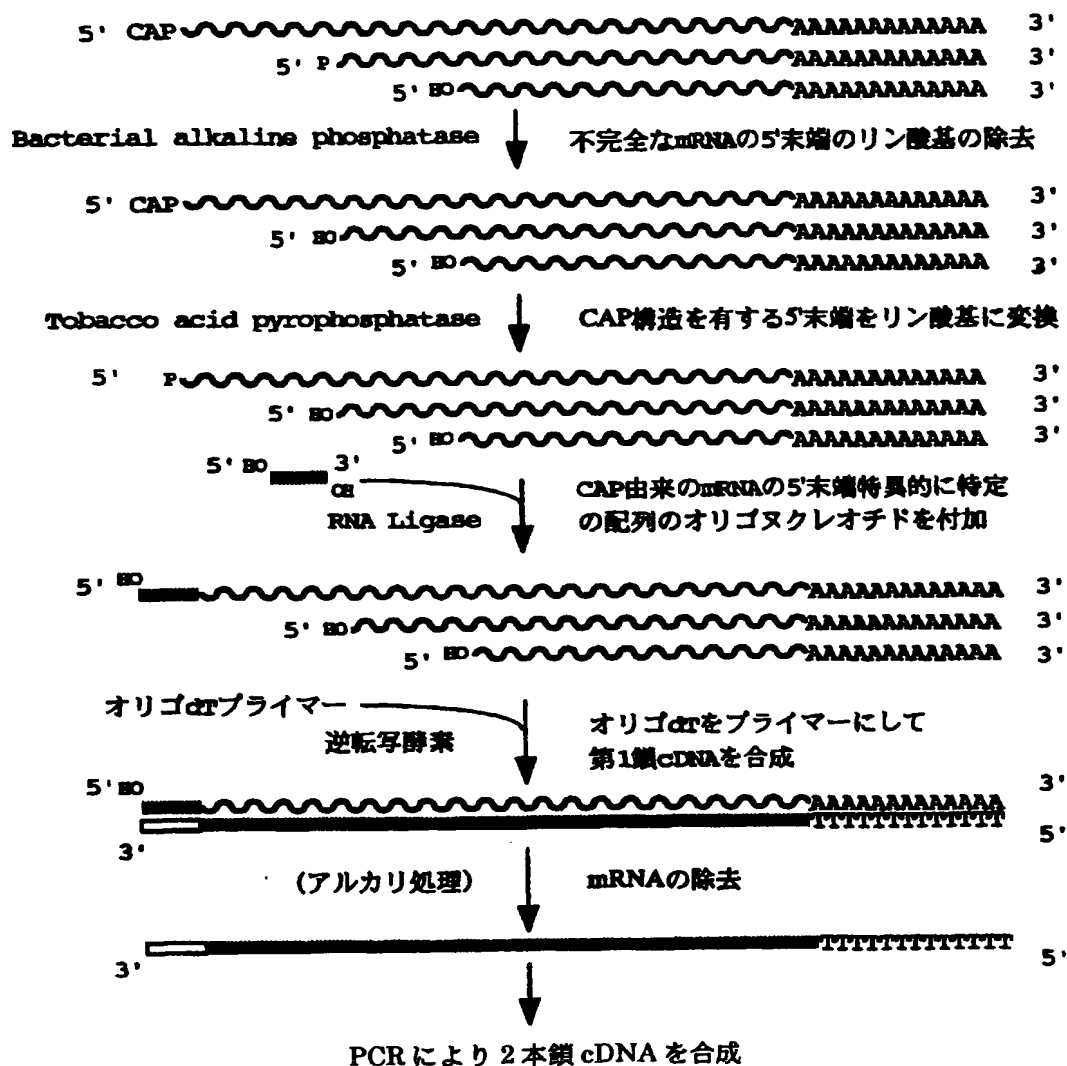 5' CAP AAAAAAAAAAAAA 3'
5' P AAAAAAAAAAAAA 3'
5' HO AAAAAAAAAAAAA 3'
Bacterial alkaline phosphatase 不完全なmRNAの5'末端のリン酸基の除去
5' CAP AAAAAAAAAAAAA 3'
5' HO AAAAAAAAAAAAA 3'
5' HO AAAAAAAAAAAAA 3'
Tobacco acid pyrophosphatase CAP構造を有する5'末端をリン酸基に変換
5' P AAAAAAAAAAAAA 3'
5' HO AAAAAAAAAAAAA 3'
5' HO AAAAAAAAAAAAA 3'
5' HO 3'
OH
RNA Ligase
CAP由来のmRNAの5'末端特異的に特定
の配列のオリゴヌクレオチドを付加
5' HO AAAAAAAAAAAAA 3'
5' HO AAAAAAAAAAAAA 3'
5' HO AAAAAAAAAAAAA 3'
オリゴdTプライマー
逆転写酵素
オリゴdTをプライマーにして
第1鎖cDNAを合成
5' HO AAAAAAAAAAAAA 3'
3' TTTTTTTTTTTTT 5'
(アルカリ処理) mRNAの除去
3' TTTTTTTTTTTTT 5'
PCRにより2本鎖cDNAを合成